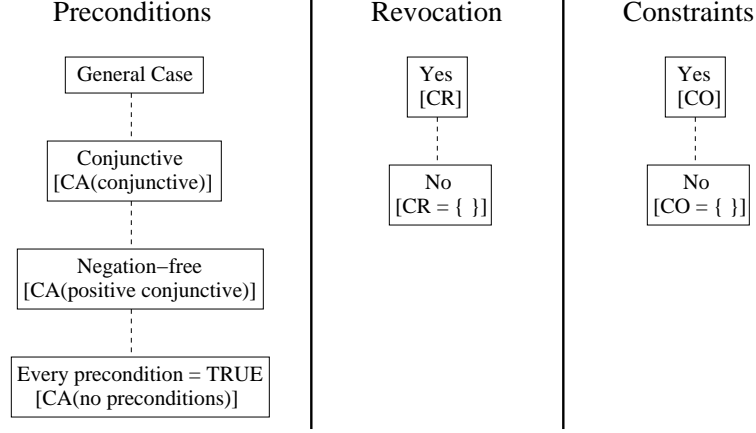 Preconditions
General Case
Conjunctive
[CA(conjunctive)]
Negation−free
[CA(positive conjunctive)]
Every precondition = TRUE
[CA(no preconditions)]
Revocation
Yes
[CR]
No
[CR = { }]
Constraints
Yes
[CO]
No
[CO = { }]